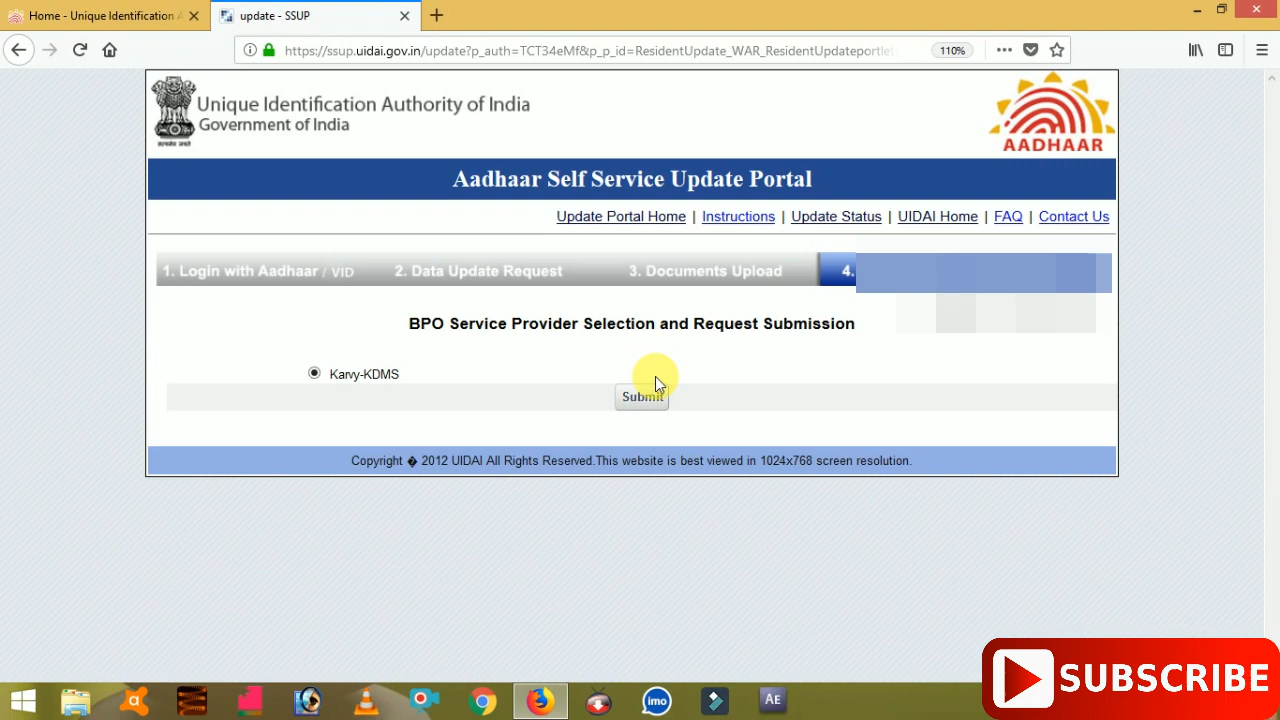 Home - Unique Identification
update - SSUP
https://ssup.uidai.gov.in/update?p_auth=TCT34eMf&p_p_id=ResidentUpdate_WAR_ResidentUpdateportlet
110%
Unique Identification Authority of India
Government of India
AADHAAR
Aadhaar Self Service Update Portal
Update Portal Home | Instructions | Update Status | UIDAI Home | FAQ | Contact Us
1. Login with Aadhaar / VID 2. Data Update Request 3. Documents Upload 4.
BPO Service Provider Selection and Request Submission
Karvy-KDMS
Submit
Copyright � 2012 UIDAI All Rights Reserved.This website is best viewed in 1024x768 screen resolution.
imo
AE
SUBSCRIBE